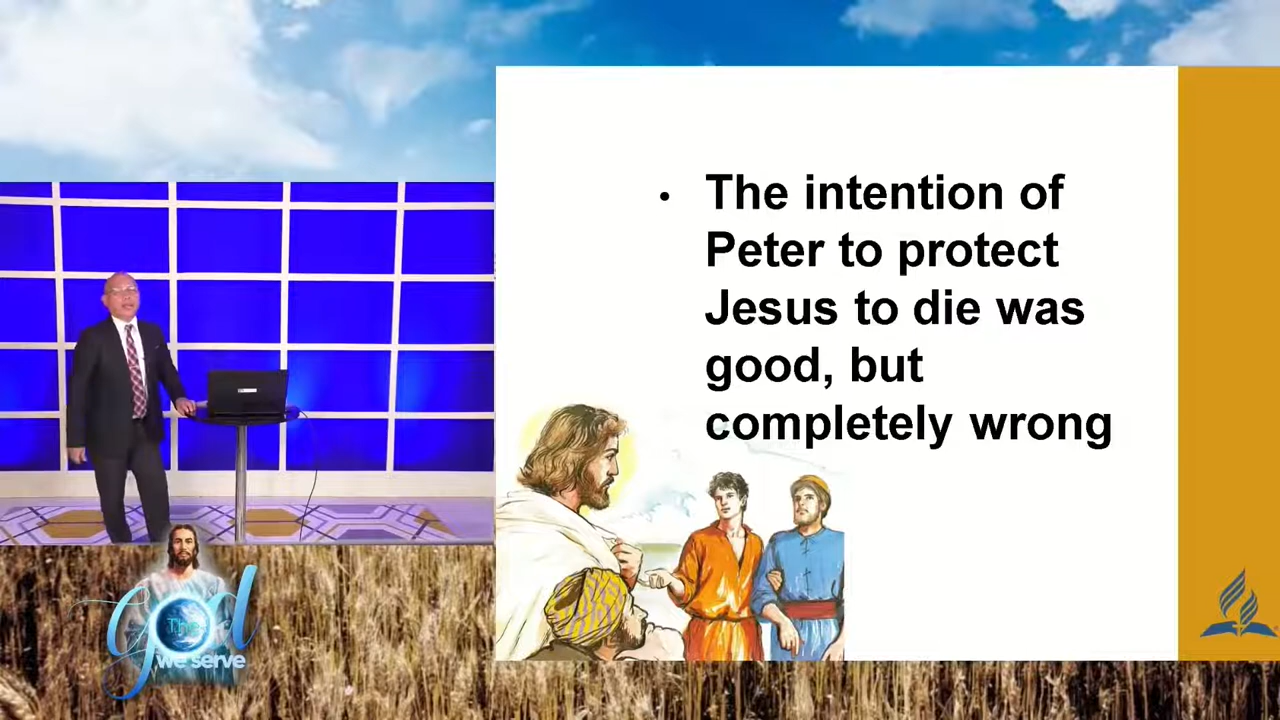 • The intention of
Peter to protect
Jesus to die was
good, but
completely wrong
The
God
we serve